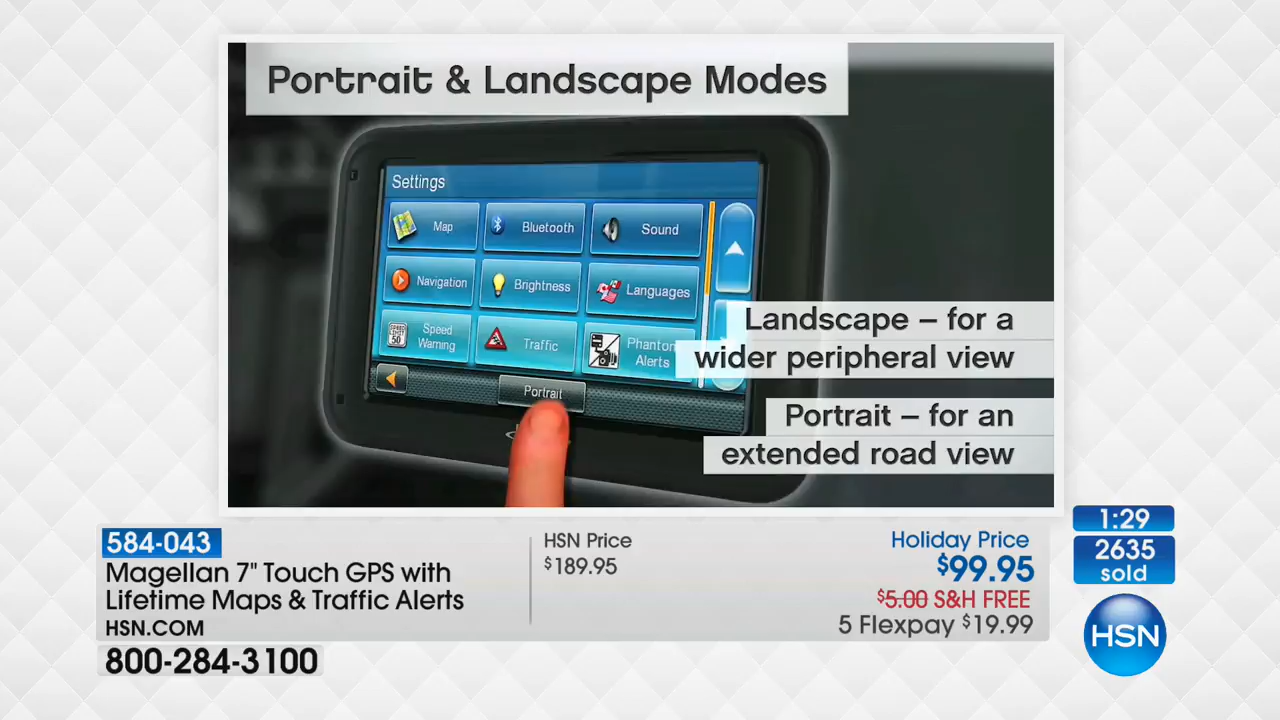 Portrait & Landscape Modes
Settings
Map
Bluetooth
Sound
Navigation
Brightness
Languages
Speed
Warning
Traffic
Phantom
Alerts
Portrait
Landscape – for a
wider peripheral view
Portrait – for an
extended road view
584-043
Magellan 7" Touch GPS with
Lifetime Maps & Traffic Alerts
HSN.COM
800-284-3100
HSN Price
$189.95
Holiday Price
$99.95
$5.00 S&H FREE
5 Flexpay $19.99
1:29
2635
sold
HSN
SPEED
LIMIT
50